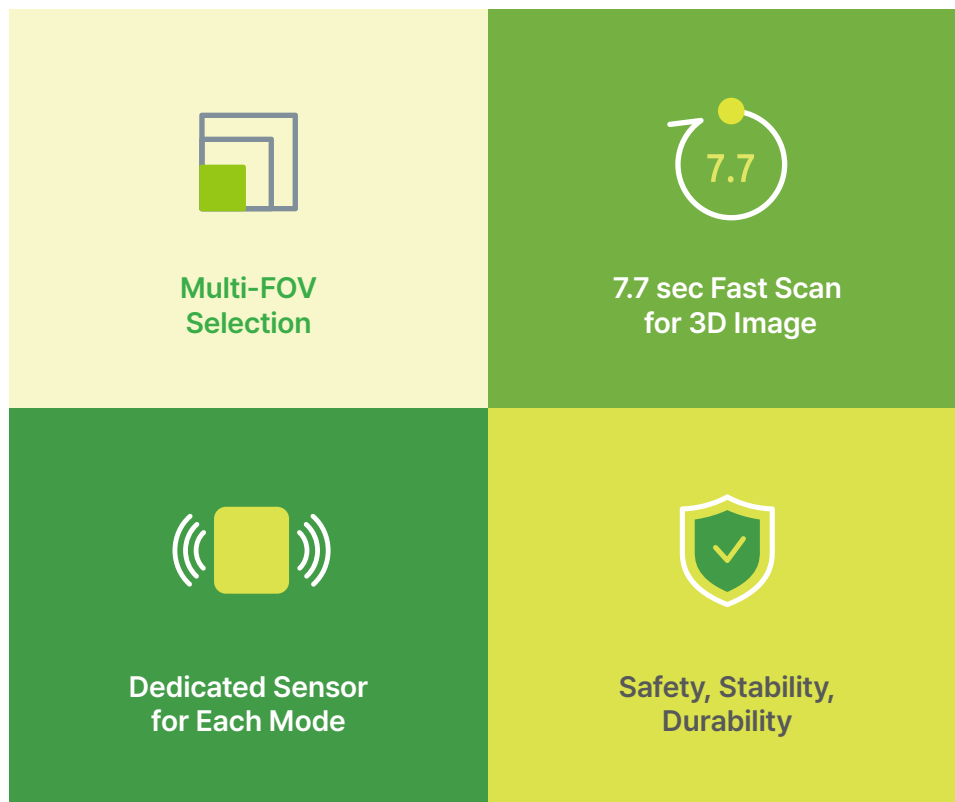 Multi-FOV
Selection
7.7
7.7 sec Fast Scan
for 3D Image
Dedicated Sensor
for Each Mode
Safety, Stability,
Durability